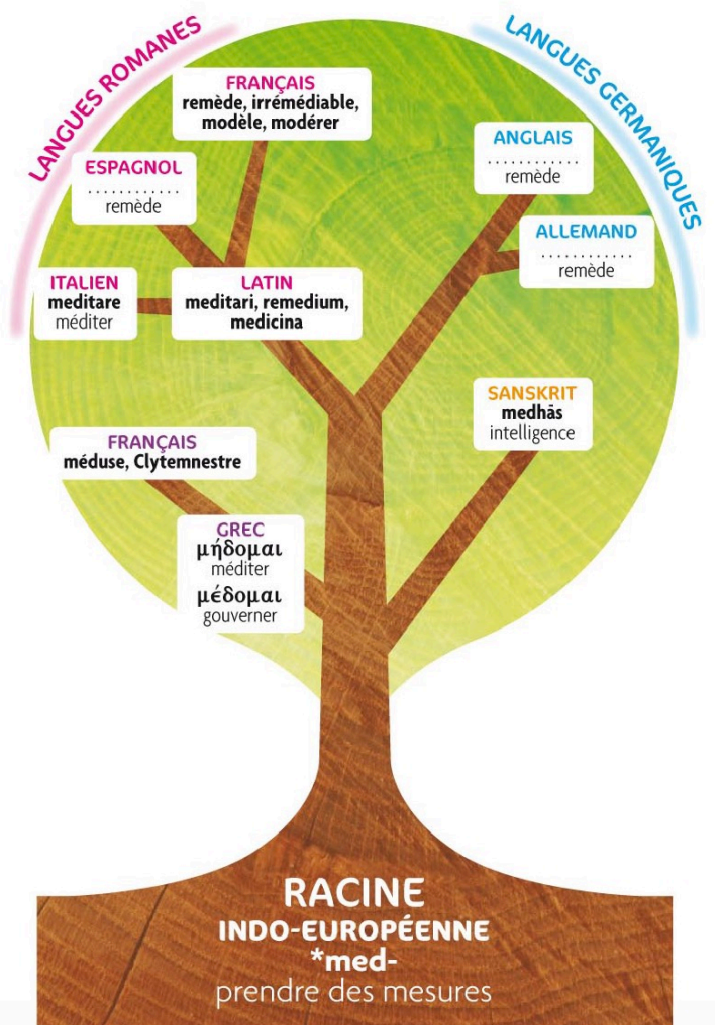 LANGUES ROMANES
LANGUES GERMANIQUES
FRANÇAIS
remède, irrémédiable,
modèle, modérer
ESPAGNOL
............
remède
ITALIEN
meditare
méditer
LATIN
meditari, remedium,
medicina
ANGLAIS
............
remède
ALLEMAND
............
remède
SANSKRIT
medhās
intelligence
FRANÇAIS
méduse, Clytemnestre
GREC
μήδομαι
méditer
μέδομαι
gouverner
RACINE
INDO-EUROPÉENNE
*med-
prendre des mesures